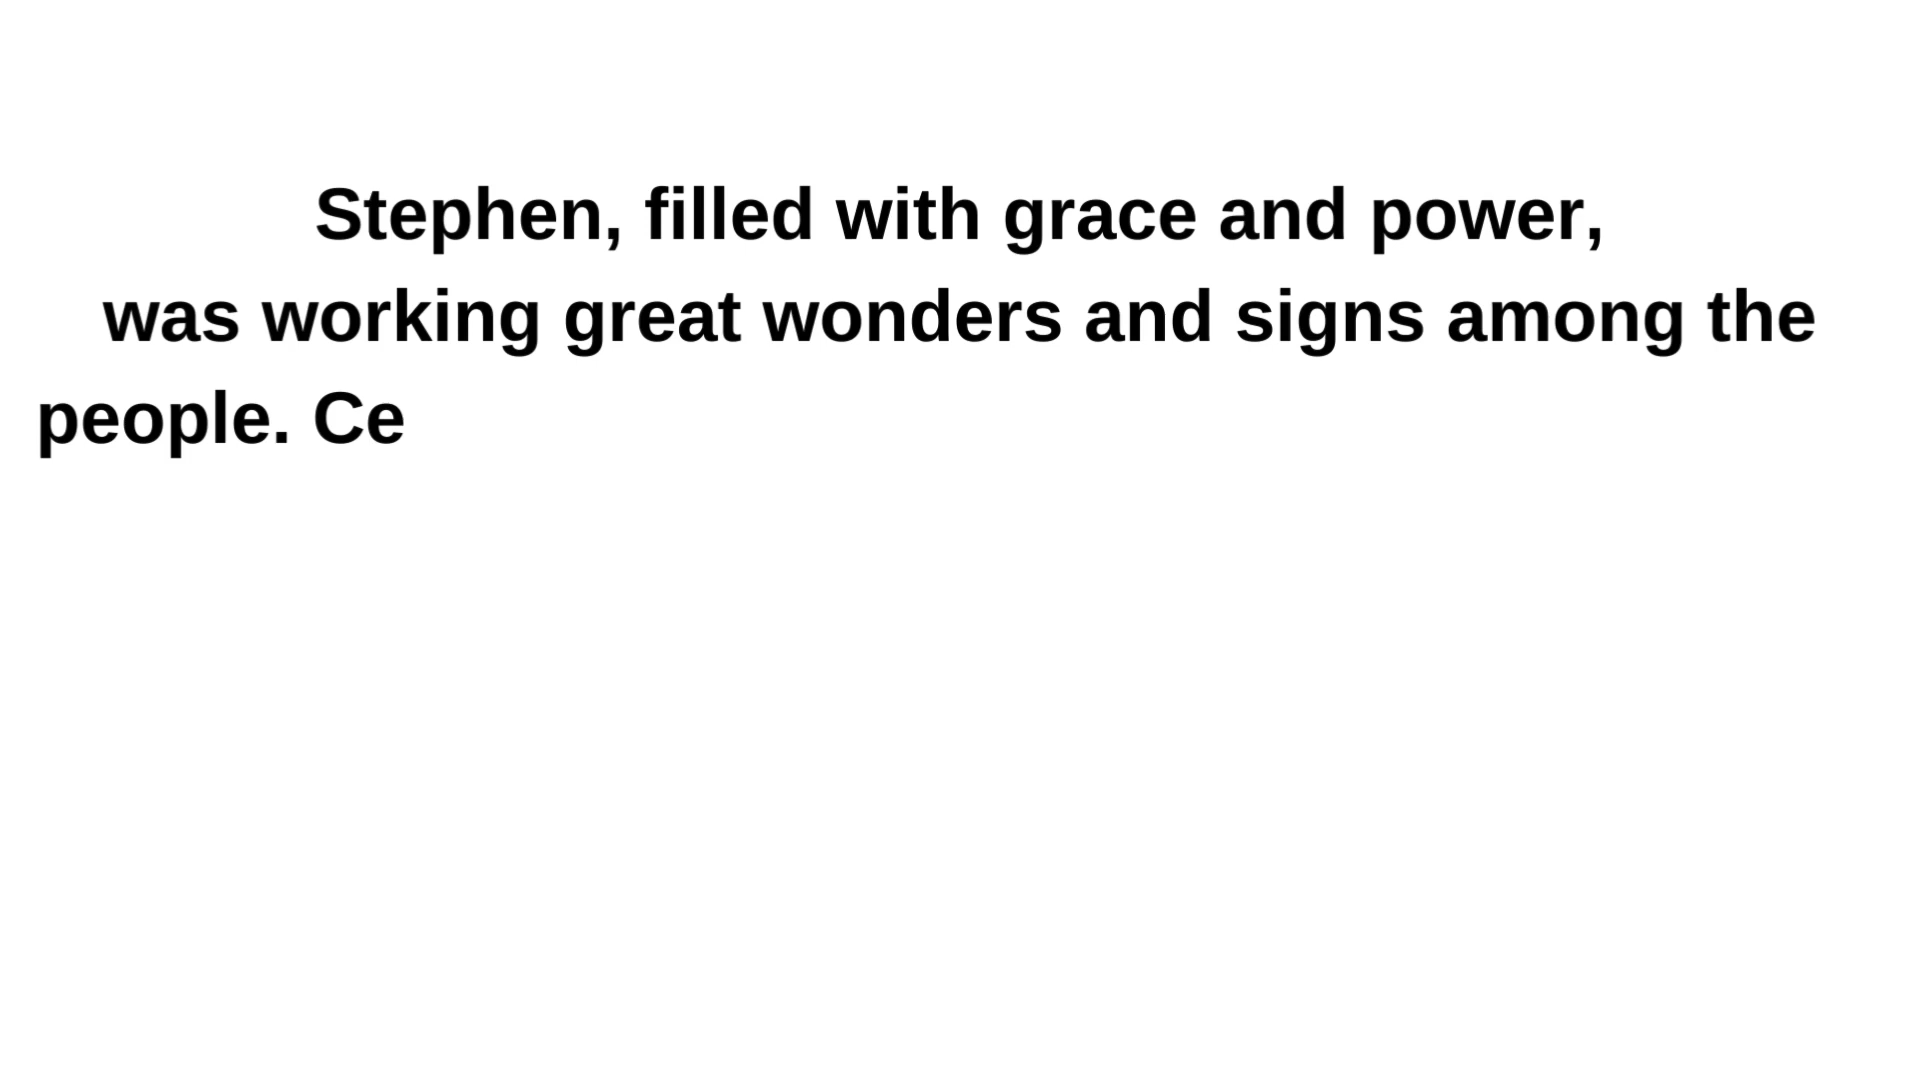 Stephen, filled with grace and power,
was working great wonders and signs among the
people. Ce